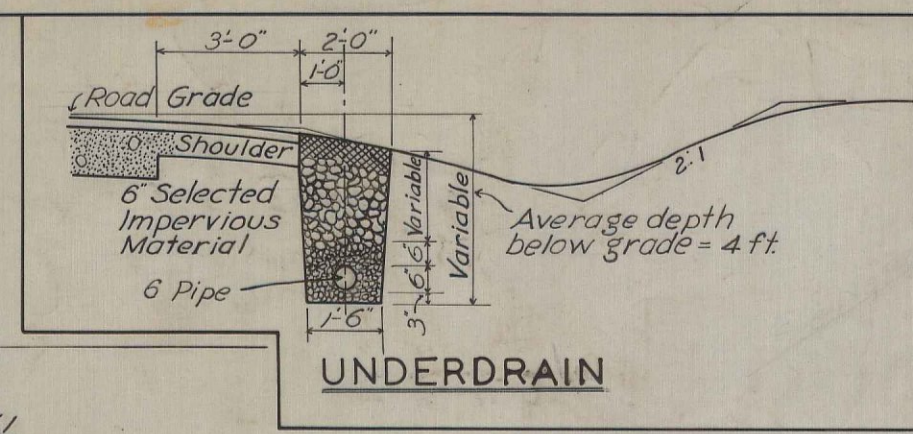 3'-0"
2'-0"
1'-0"
Road Grade
Shoulder
6" Selected
Impervious
Material
6 Pipe
Variable
6"
6"
3"
Variable
1'-6"
2:1
Average depth
below grade = 4 ft.
UNDERDRAIN